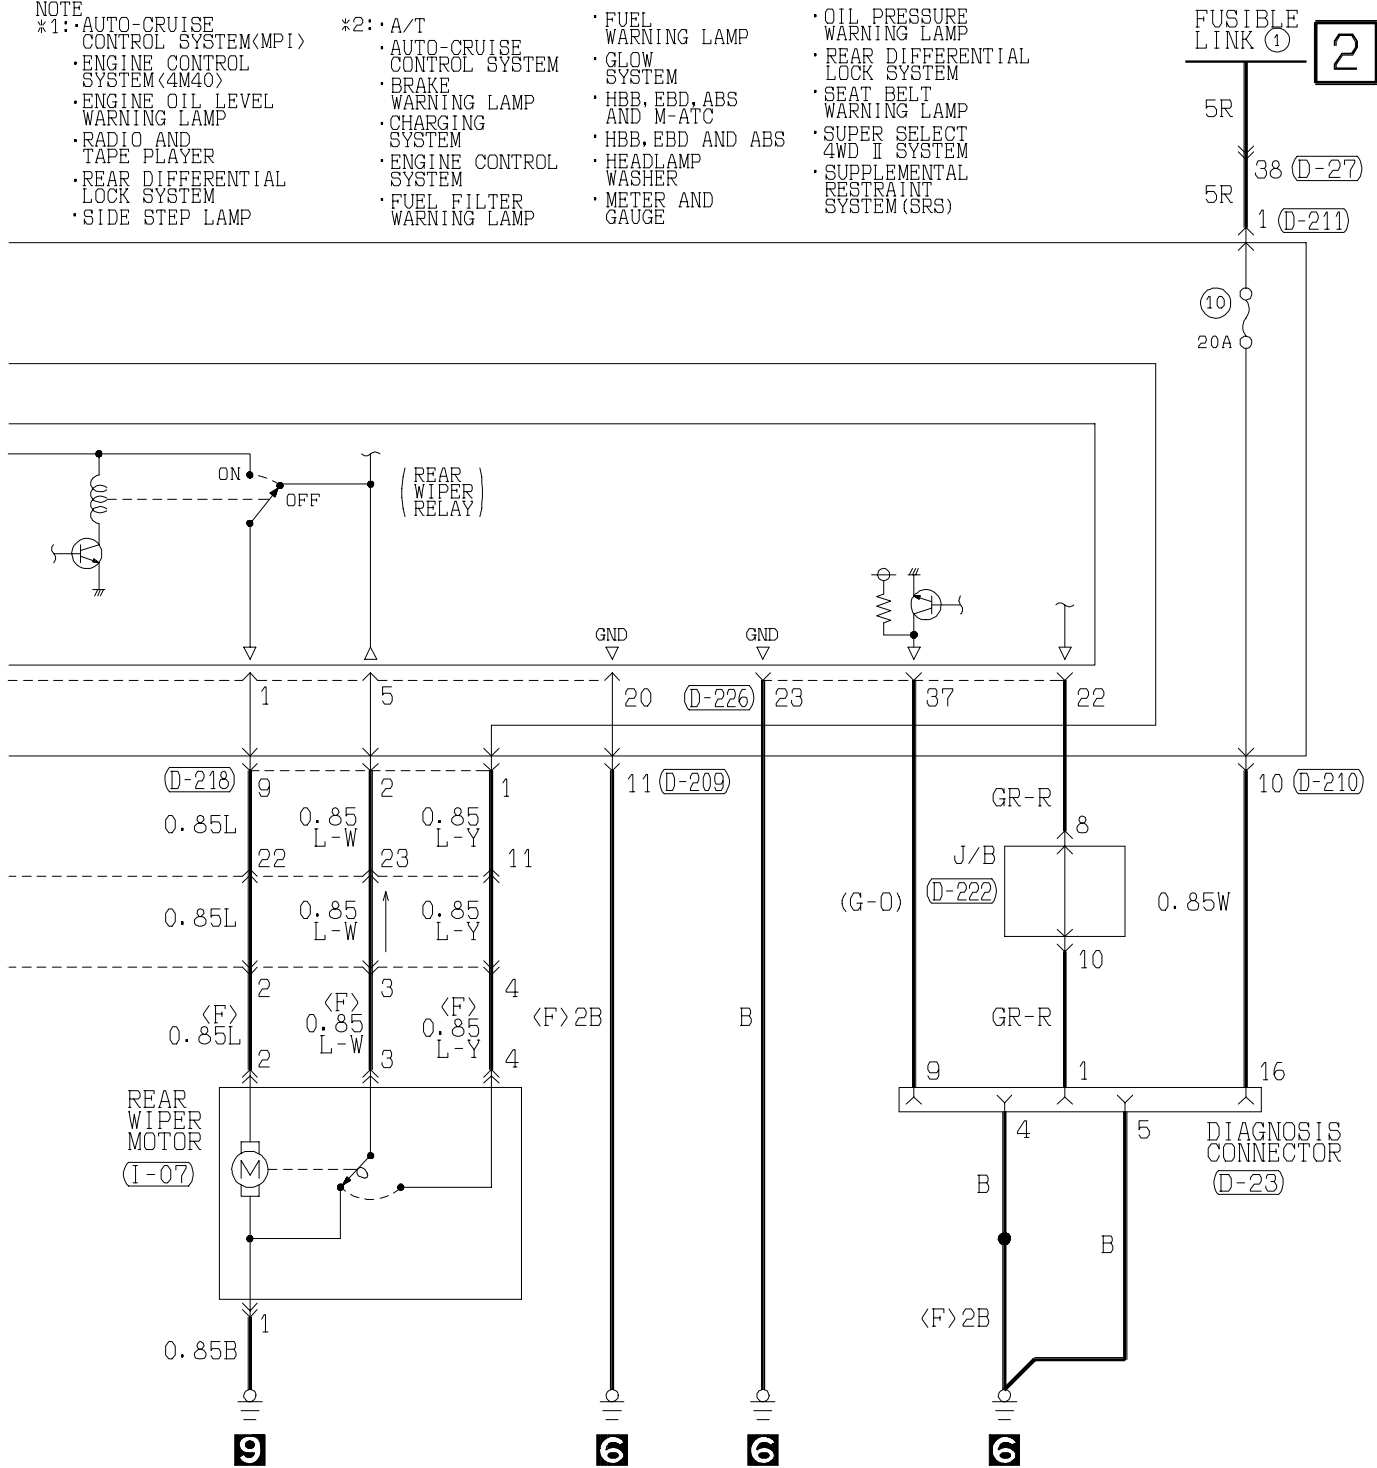 NOTE
*1:·AUTO-CRUISE
CONTROL SYSTEM<MPI>
·ENGINE CONTROL
SYSTEM<4M40>
·ENGINE OIL LEVEL
WARNING LAMP
·RADIO AND
TAPE PLAYER
·REAR DIFFERENTIAL
LOCK SYSTEM
·SIDE STEP LAMP
*2:·A/T
·AUTO-CRUISE
CONTROL SYSTEM
·BRAKE
WARNING LAMP
·CHARGING
SYSTEM
·ENGINE CONTROL
SYSTEM
·FUEL FILTER
WARNING LAMP
·FUEL
WARNING LAMP
·GLOW
SYSTEM
·HBB, EBD, ABS
AND M-ATC
·HBB, EBD AND ABS
·HEADLAMP
WASHER
·METER AND
GAUGE
·OIL PRESSURE
WARNING LAMP
·REAR DIFFERENTIAL
LOCK SYSTEM
·SEAT BELT
WARNING LAMP
·SUPER SELECT
4WD Ⅱ SYSTEM
·SUPPLEMENTAL
RESTRAINT
SYSTEM(SRS)
FUSIBLE
LINK ①
2
5R
38 (D-27)
5R
1 (D-211)
10
20A
ON
OFF
(REAR
WIPER
RELAY)
GND
GND
1
5
20
(D-226) 23
37
22
(D-218)
9
2
1
11 (D-209)
10 (D-210)
0.85L
0.85
L-W
0.85
L-Y
GR-R
8
22
23
11
J/B
(D-222)
(G-O)
0.85W
0.85L
0.85
L-W
0.85
L-Y
10
2
3
4
<F>
0.85L
<F>
0.85
L-W
<F>
0.85
L-Y
<F>2B
B
GR-R
2
3
4
9
1
16
REAR
WIPER
MOTOR
(I-07)
M
4
5
DIAGNOSIS
CONNECTOR
(D-23)
B
B
<F>2B
1
0.85B
9
6
6
6